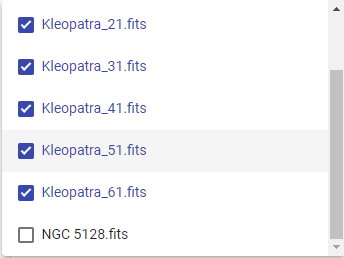 Kleopatra_21.fits
Kleopatra_31.fits
Kleopatra_41.fits
Kleopatra_51.fits
Kleopatra_61.fits
NGC 5128.fits